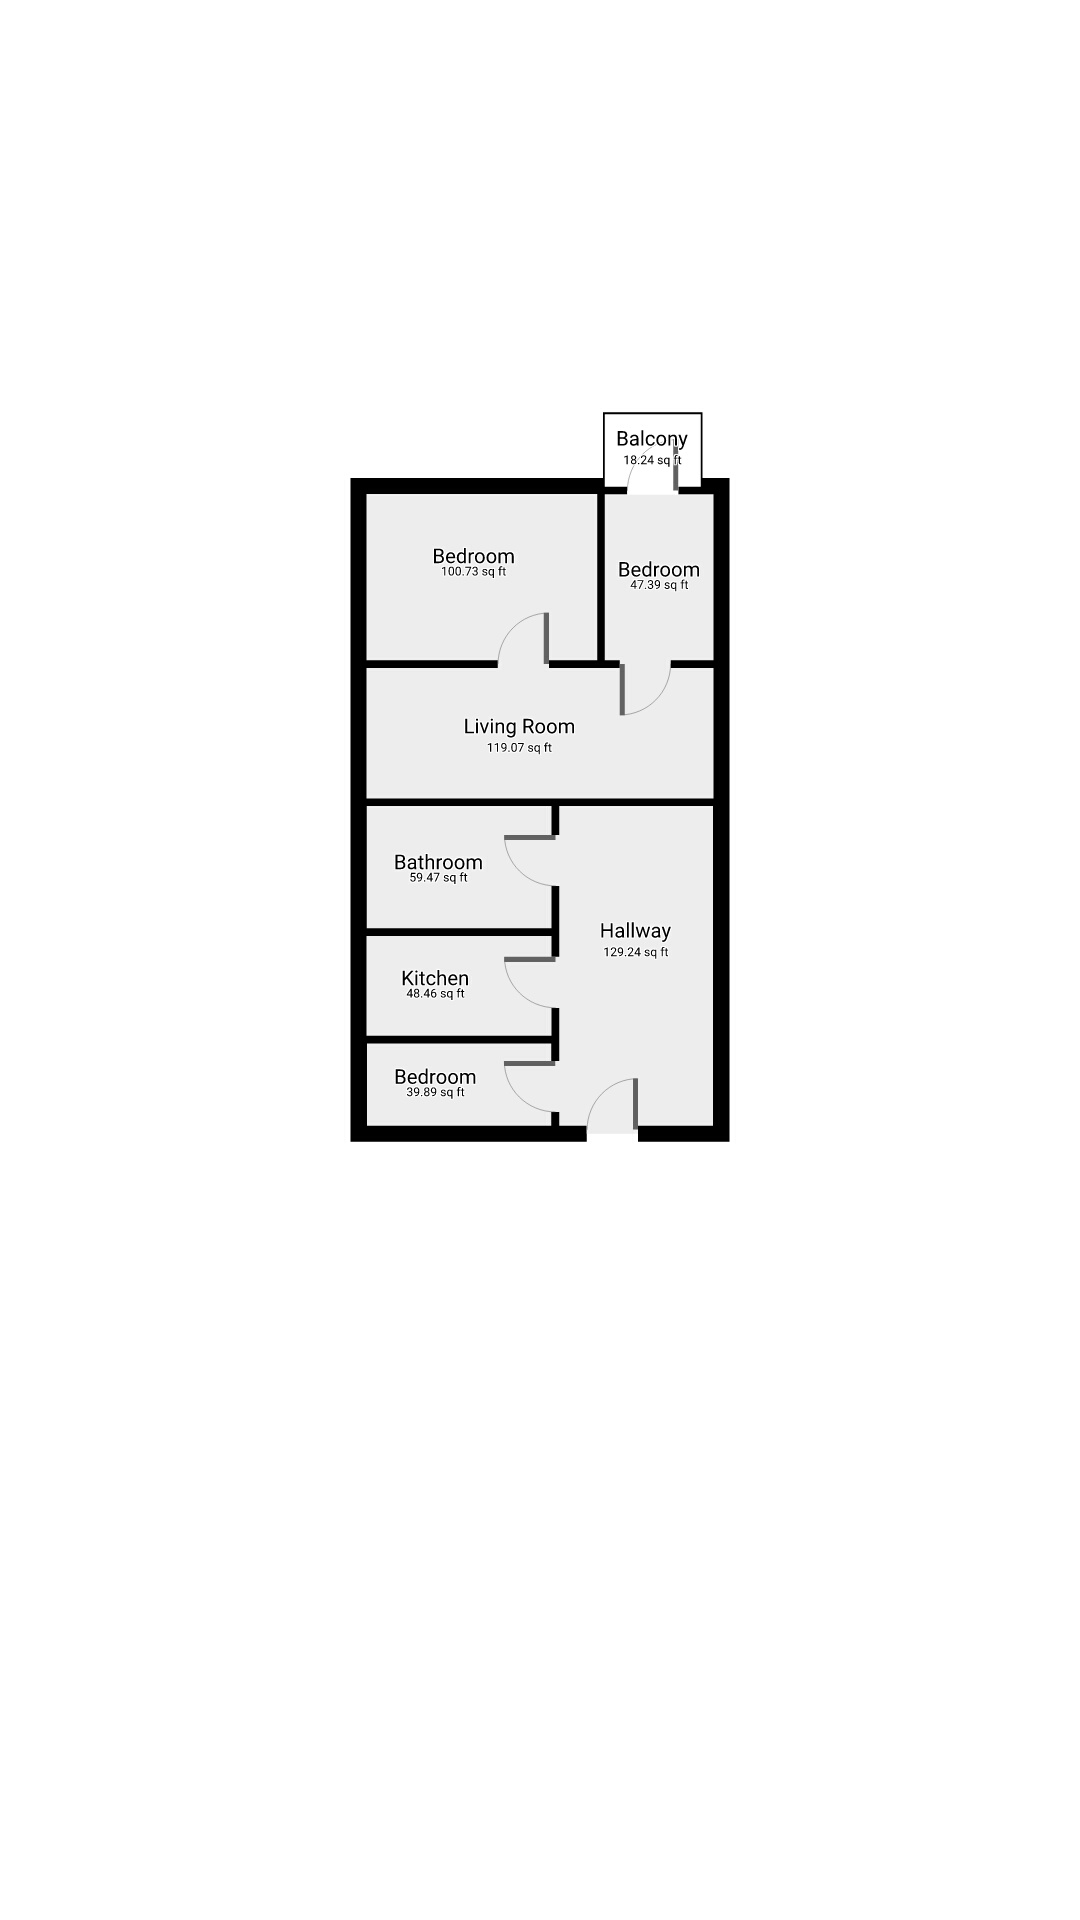 Balcony
18.24 sq ft
Bedroom
100.73 sq ft
Bedroom
47.39 sq ft
Living Room
119.07 sq ft
Bathroom
59.47 sq ft
Hallway
129.24 sq ft
Kitchen
48.46 sq ft
Bedroom
39.89 sq ft